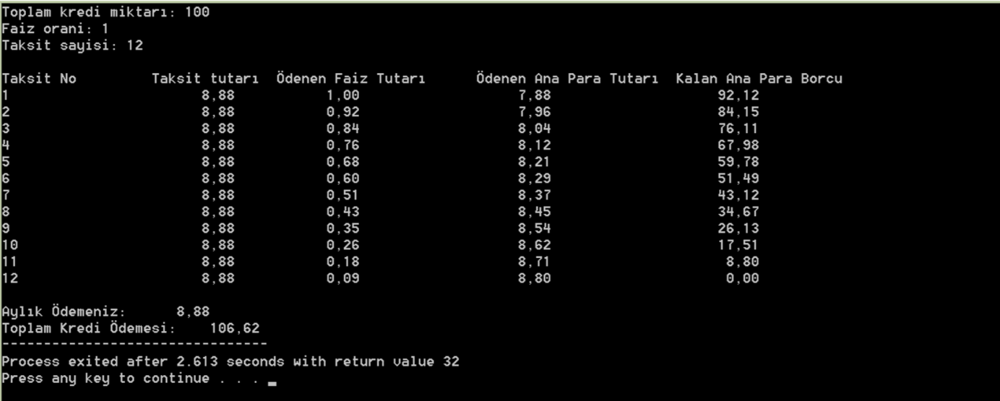 Toplam kredi miktarı: 100
Faiz orani: 1
Taksit sayisi: 12
Taksit No Taksit tutarı Ödenen Faiz Tutarı Ödenen Ana Para Tutarı Kalan Ana Para Borcu
1 8,88 1,00 7,88 92,12
2 8,88 0,92 7,96 84,15
3 8,88 0,84 8,04 76,11
4 8,88 0,76 8,12 67,98
5 8,88 0,68 8,21 59,78
6 8,88 0,60 8,29 51,49
7 8,88 0,51 8,37 43,12
8 8,88 0,43 8,45 34,67
9 8,88 0,35 8,54 26,13
10 8,88 0,26 8,62 17,51
11 8,88 0,18 8,71 8,80
12 8,88 0,09 8,80 0,00
Aylık Ödemeniz: 8,88
Toplam Kredi Ödemesi: 106,62
--------------------------------
Process exited after 2.613 seconds with return value 32
Press any key to continue . . . _